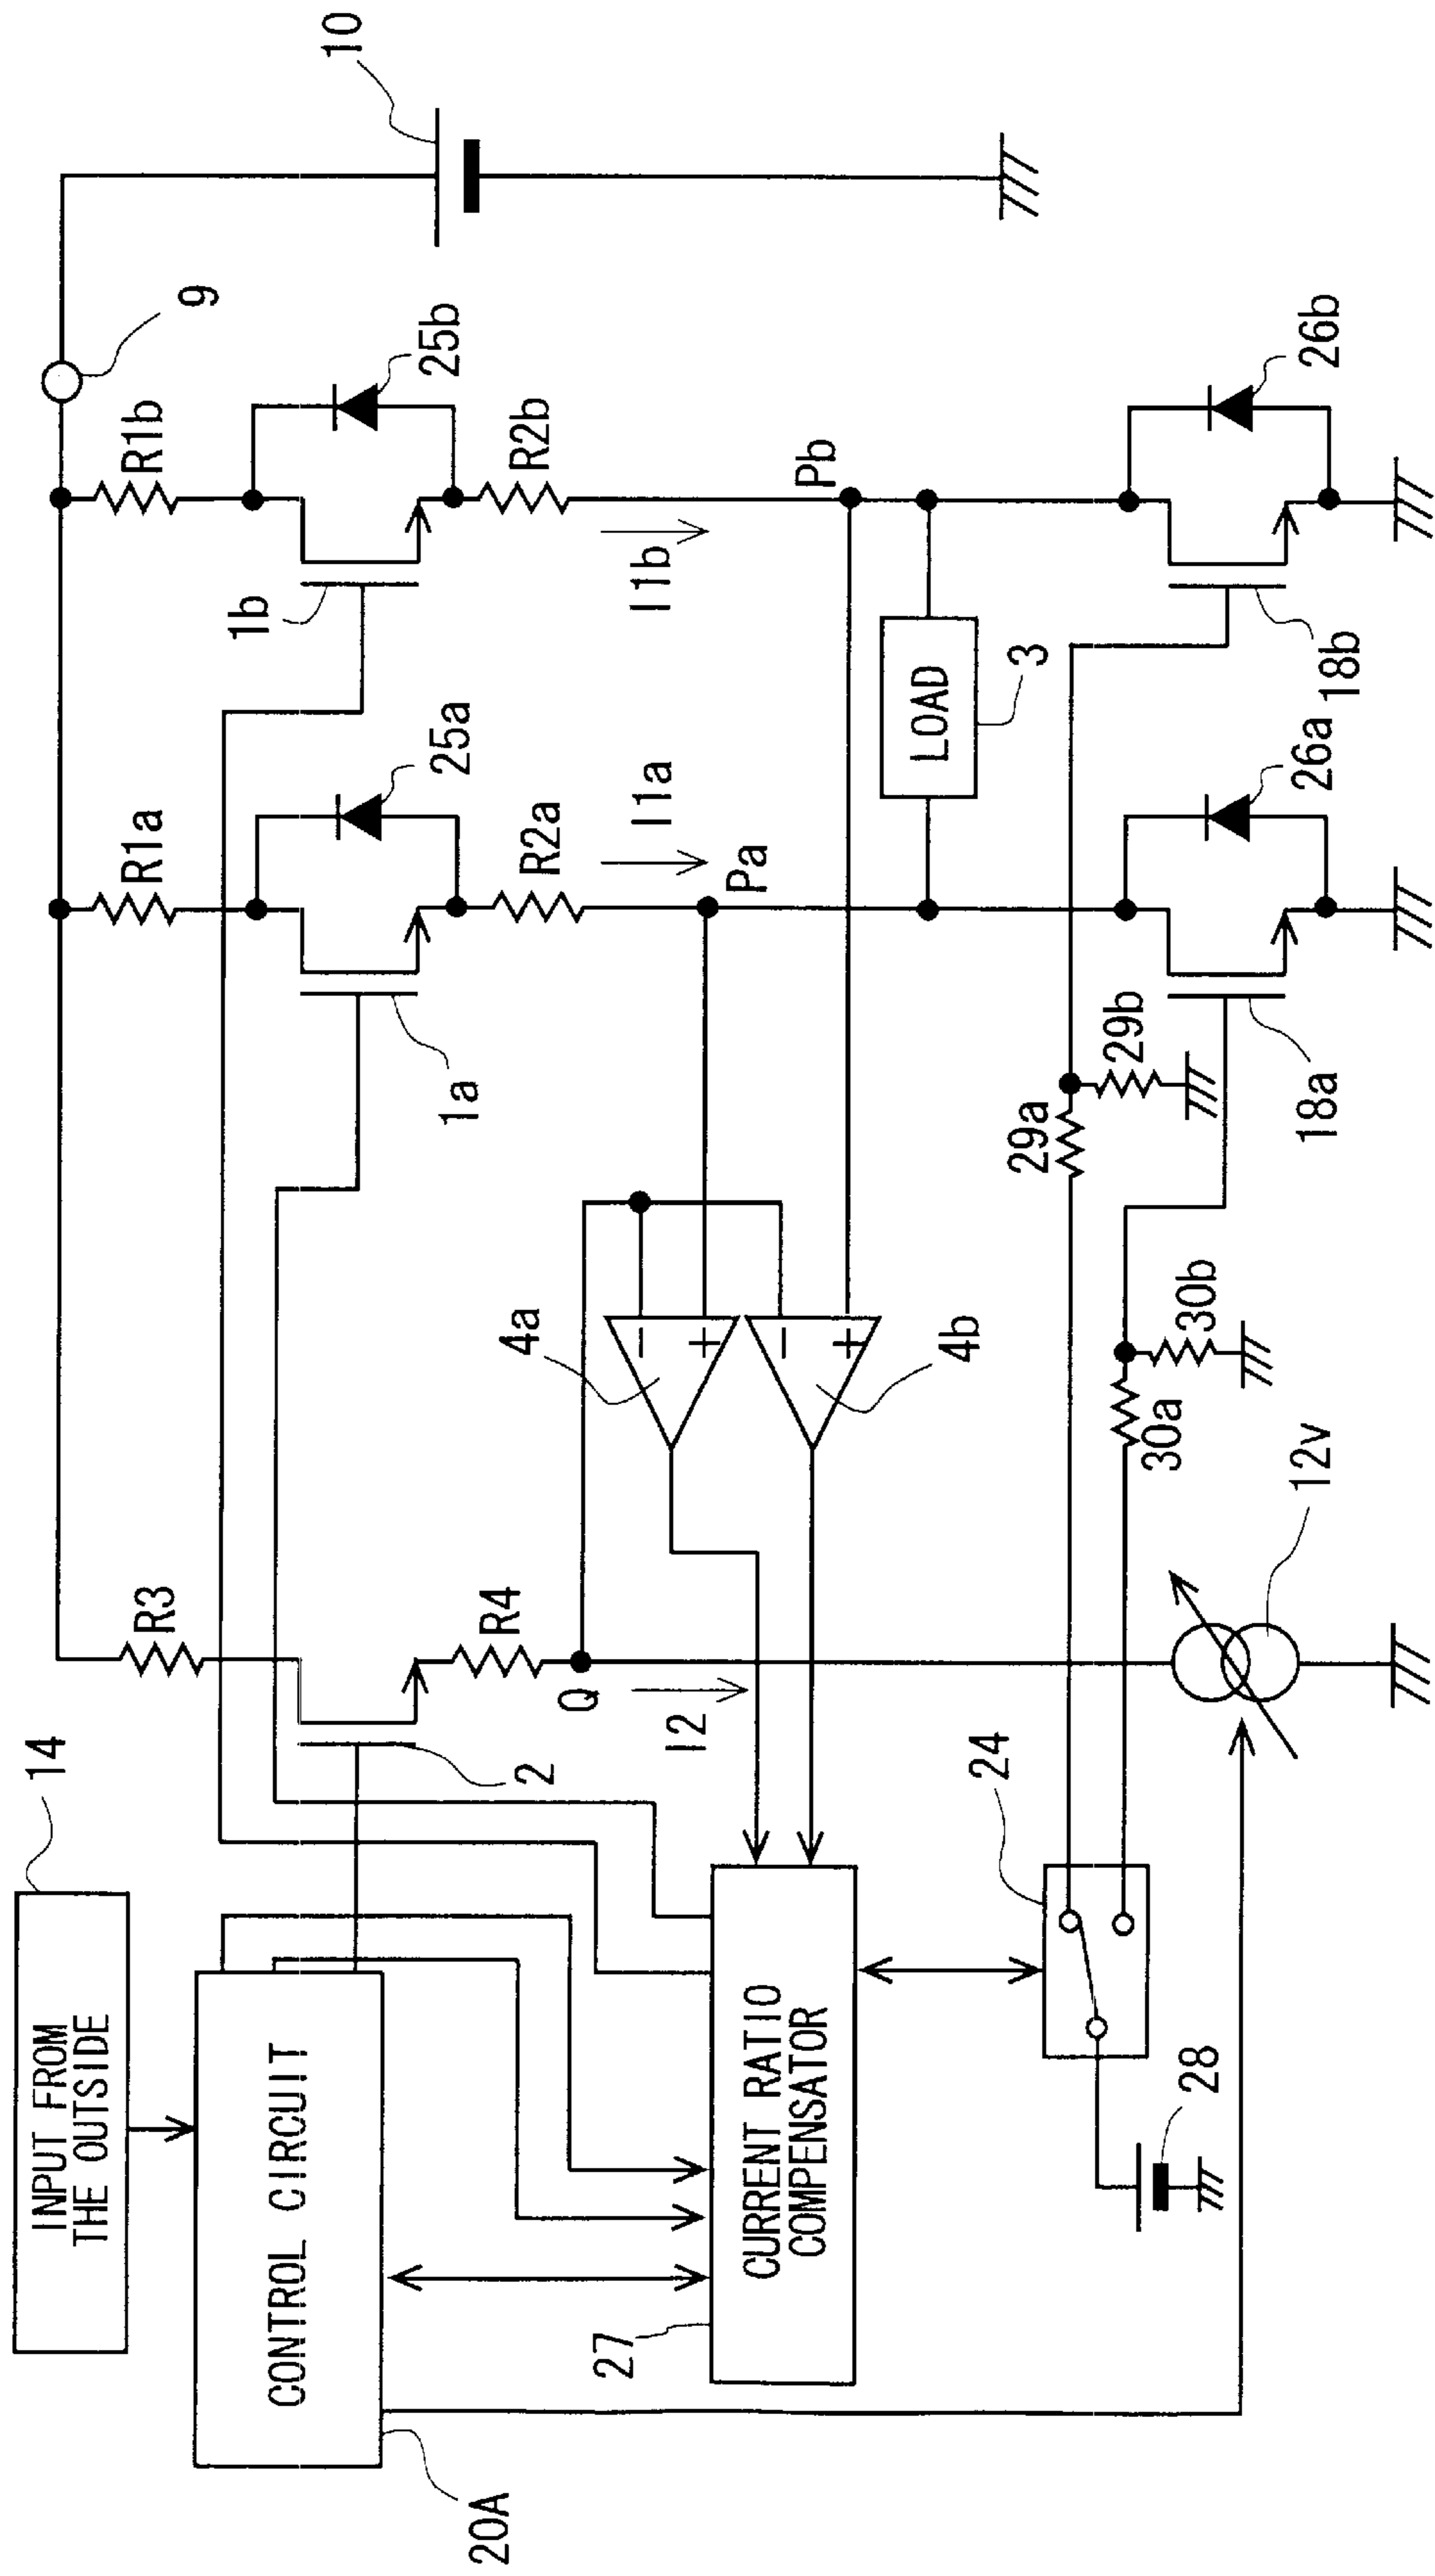 INPUT FROM
THE OUTSIDE
14
CONTROL CIRCUIT
20A
CURRENT RATIO
COMPENSATOR
27
R3
2
R4
Q
I2
24
28
12v
30a
30b
29a
29b
4a
4b
-
+
-
+
R1a
1a
25a
R2a
I1a
Pa
R1b
1b
25b
R2b
I1b
Pb
LOAD
3
18a
26a
18b
26b
9
10